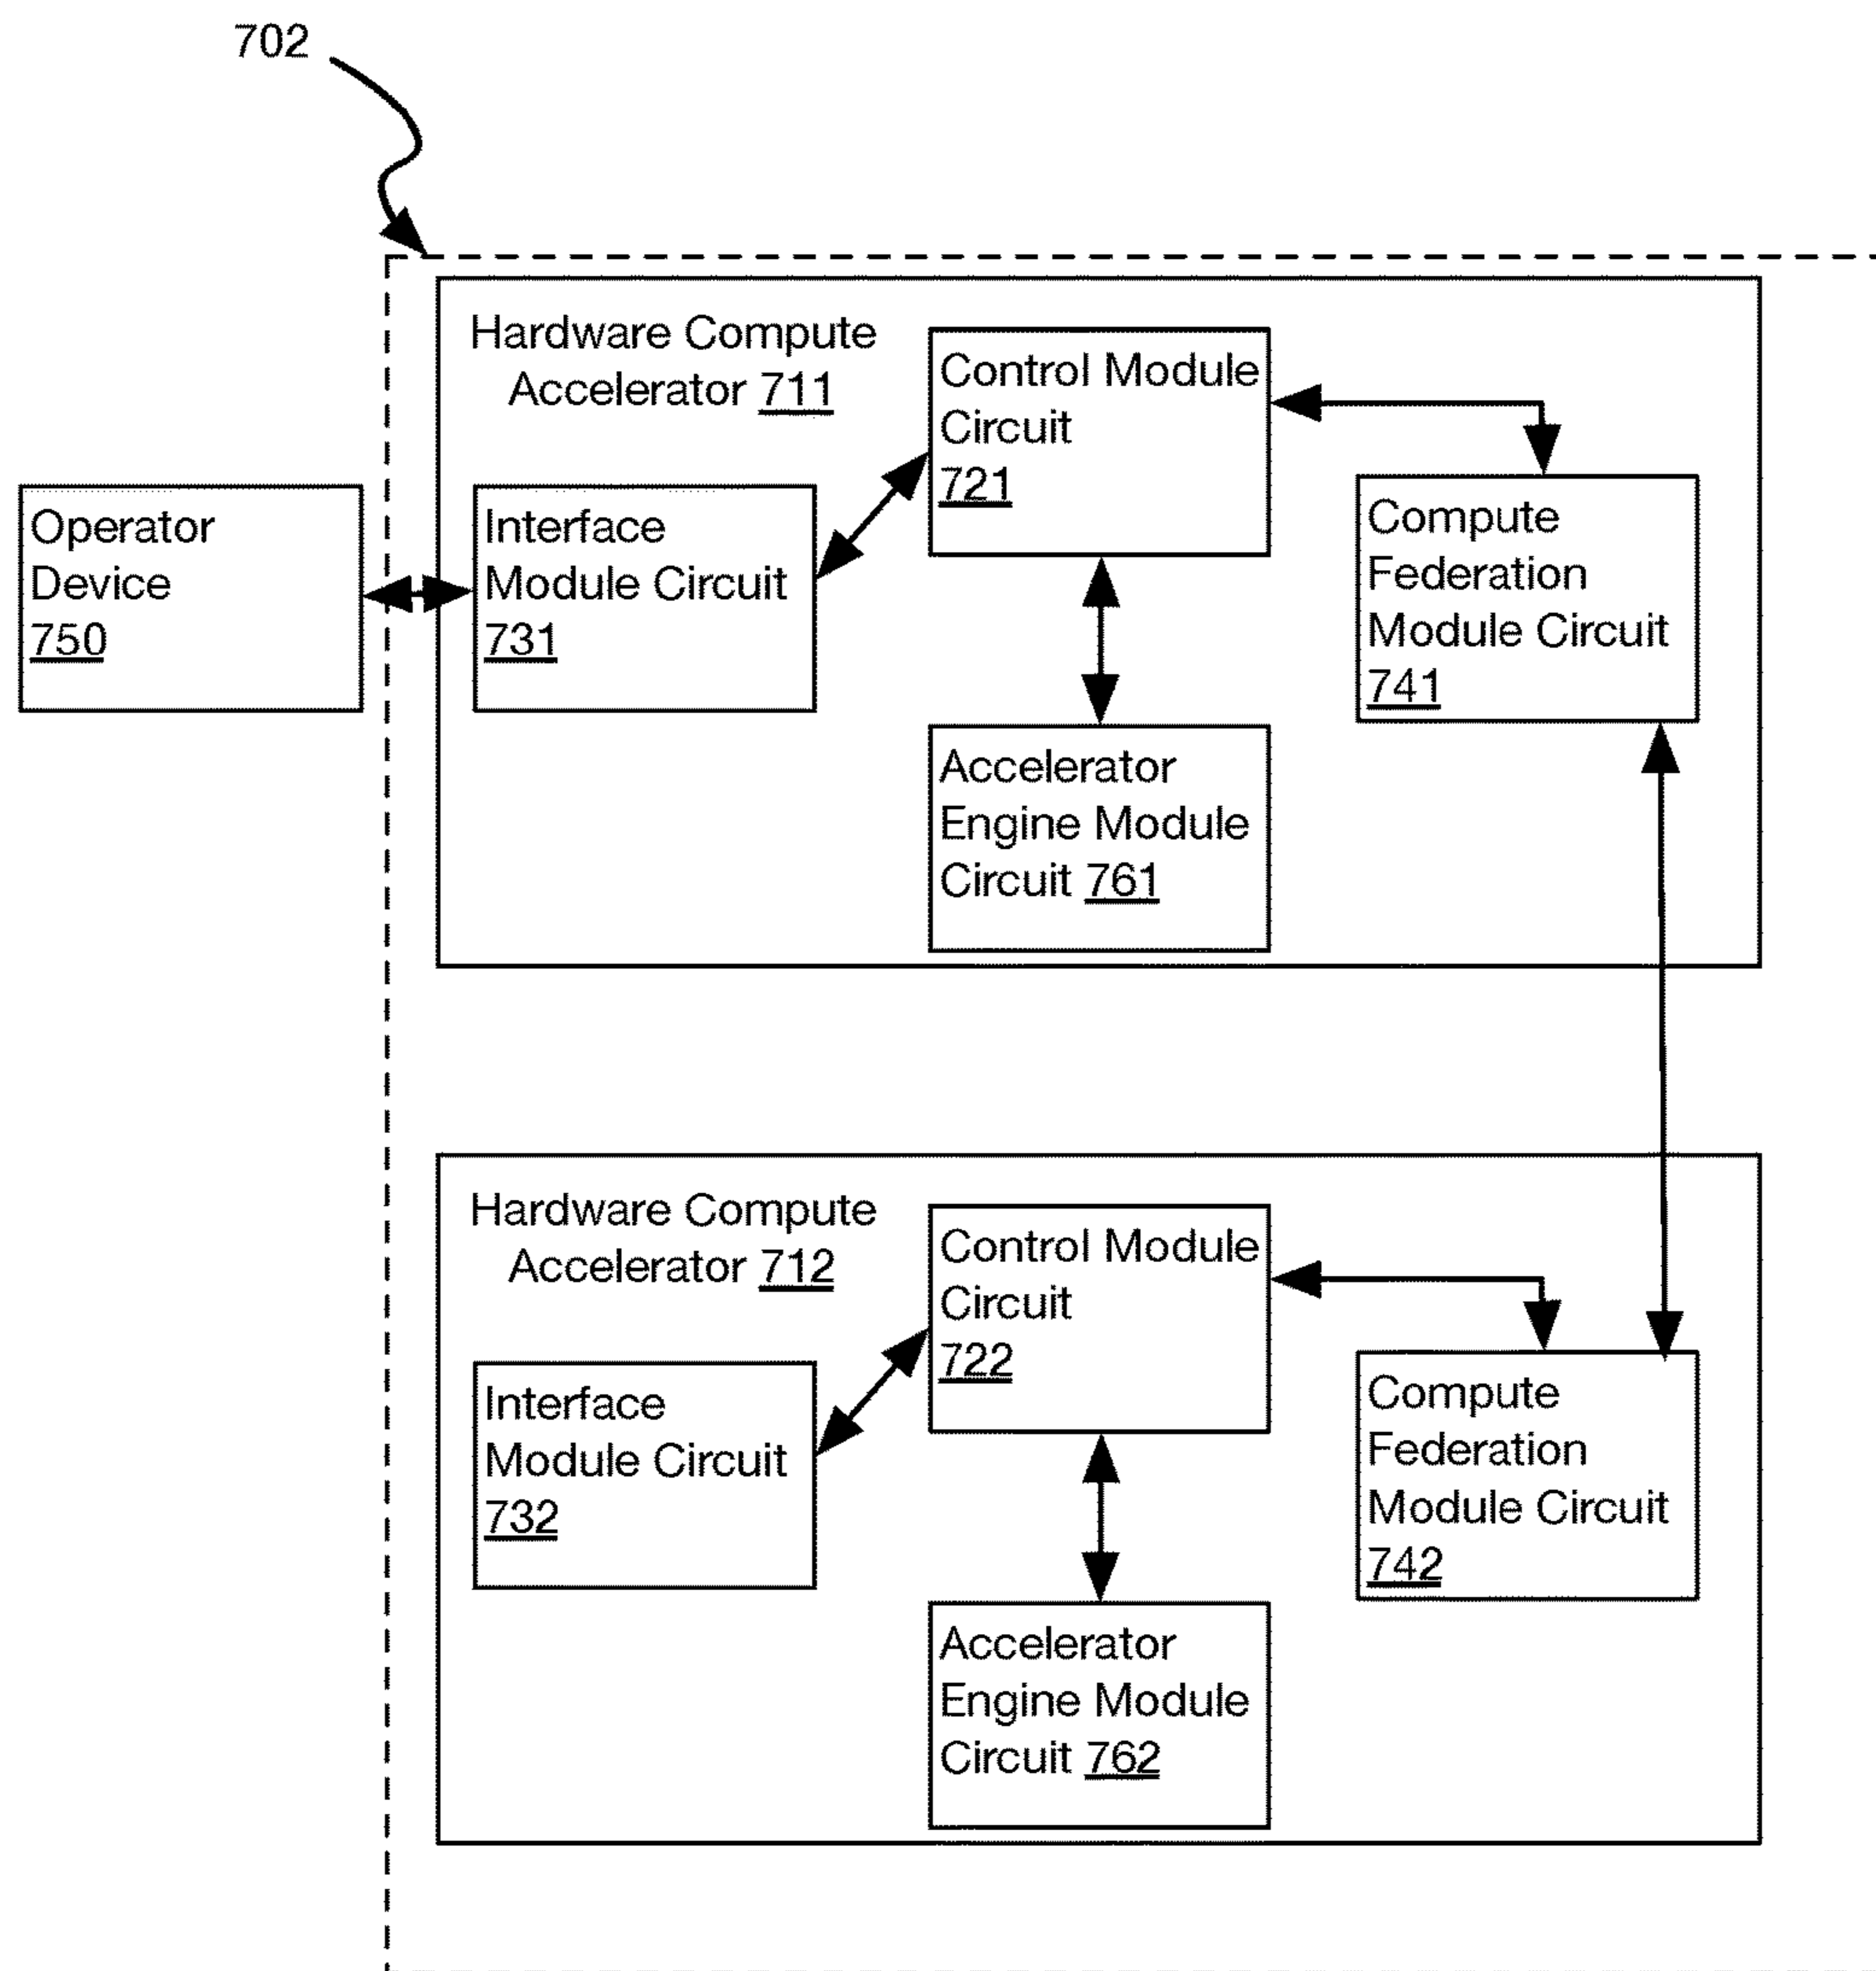 702
Hardware Compute
Accelerator 711
Control Module
Circuit
721
Operator
Device
750
Interface
Module Circuit
731
Compute
Federation
Module Circuit
741
Accelerator
Engine Module
Circuit 761
Hardware Compute
Accelerator 712
Control Module
Circuit
722
Interface
Module Circuit
732
Compute
Federation
Module Circuit
742
Accelerator
Engine Module
Circuit 762